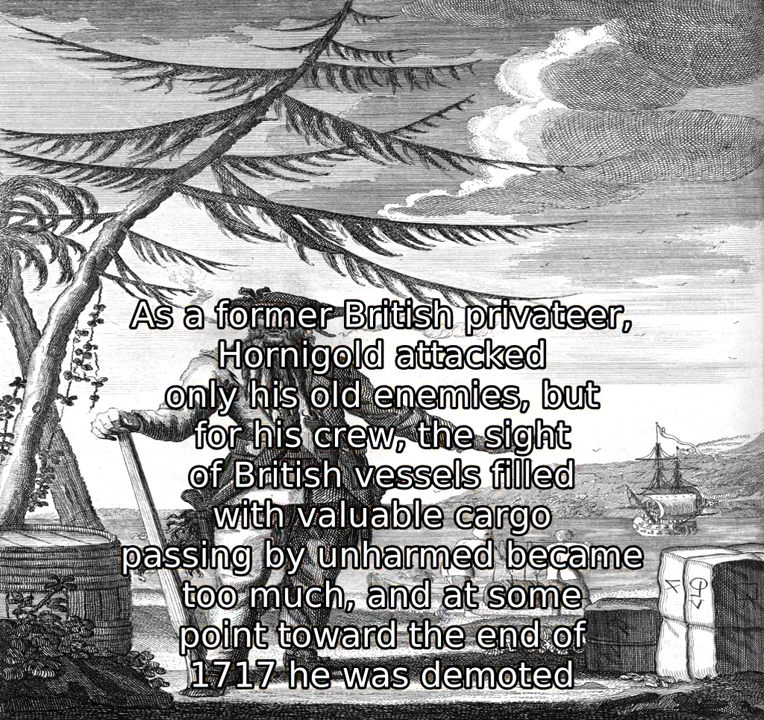 As a former British privateer,
Hornigold attacked
only his old enemies, but
for his crew, the sight
of British vessels filled
with valuable cargo
passing by unharmed became
too much, and at some
point toward the end of
1717 he was demoted